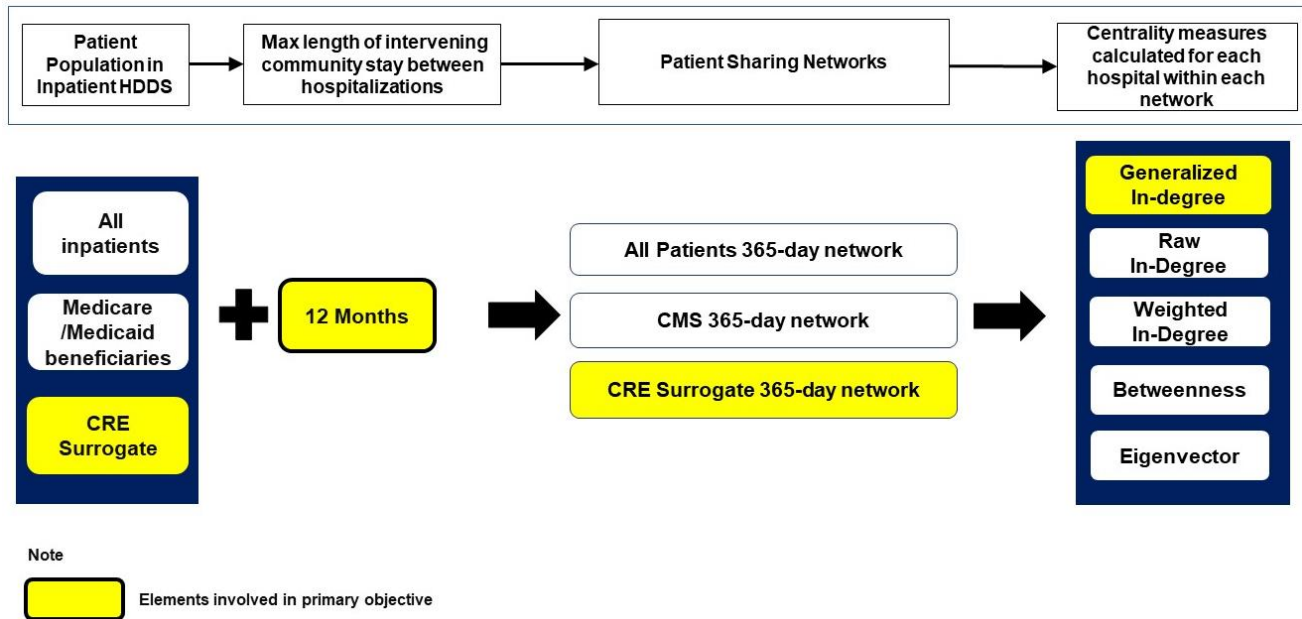 Patient
Population in
Inpatient HDDS
Max length of intervening
community stay between
hospitalizations
Patient Sharing Networks
Centrality measures
calculated for each
hospital within each
network
All
inpatients
Medicare
/Medicaid
beneficiaries
CRE
Surrogate
12 Months
All Patients 365-day network
CMS 365-day network
CRE Surrogate 365-day network
Generalized
In-degree
Raw
In-Degree
Weighted
In-Degree
Betweenness
Eigenvector
Note
Elements involved in primary objective